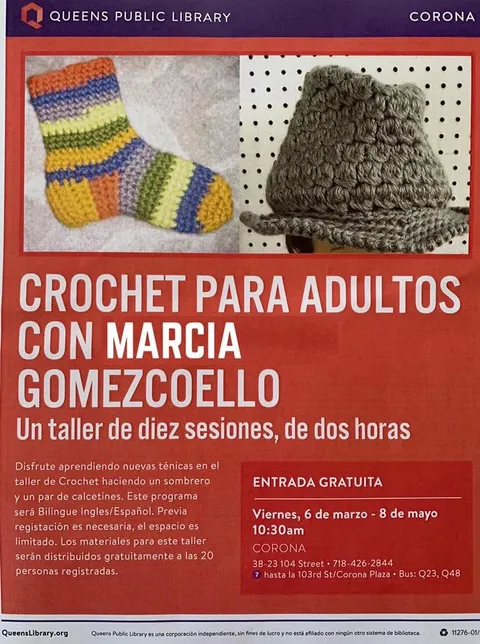 QUEENS PUBLIC LIBRARY
CORONA
CROCHET PARA ADULTOS
CON MARCIA
GOMEZCOELLO
Un taller de diez sesiones, de dos horas
Disfrute aprendiendo nuevas ténicas en el
taller de Crochet haciendo un sombrero
y un par de calcetines. Este programa
será Bilingue Ingles/Español. Previa
registación es necesaria, el espacio es
limitado. Los materiales para este taller
serán distribuidos gratuitamente a las 20
personas registradas.
ENTRADA GRATUITA
Viernes, 6 de marzo - 8 de mayo
10:30am
CORONA
38-23 104 Street • 718-426-2844
7 hasta la 103rd St/Corona Plaza • Bus: Q23, Q48
QueensLibrary.org
Queens Public Library es una corporación independiente, sin fines de lucro y no está afiliado con ningún otro sistema de biblioteca.